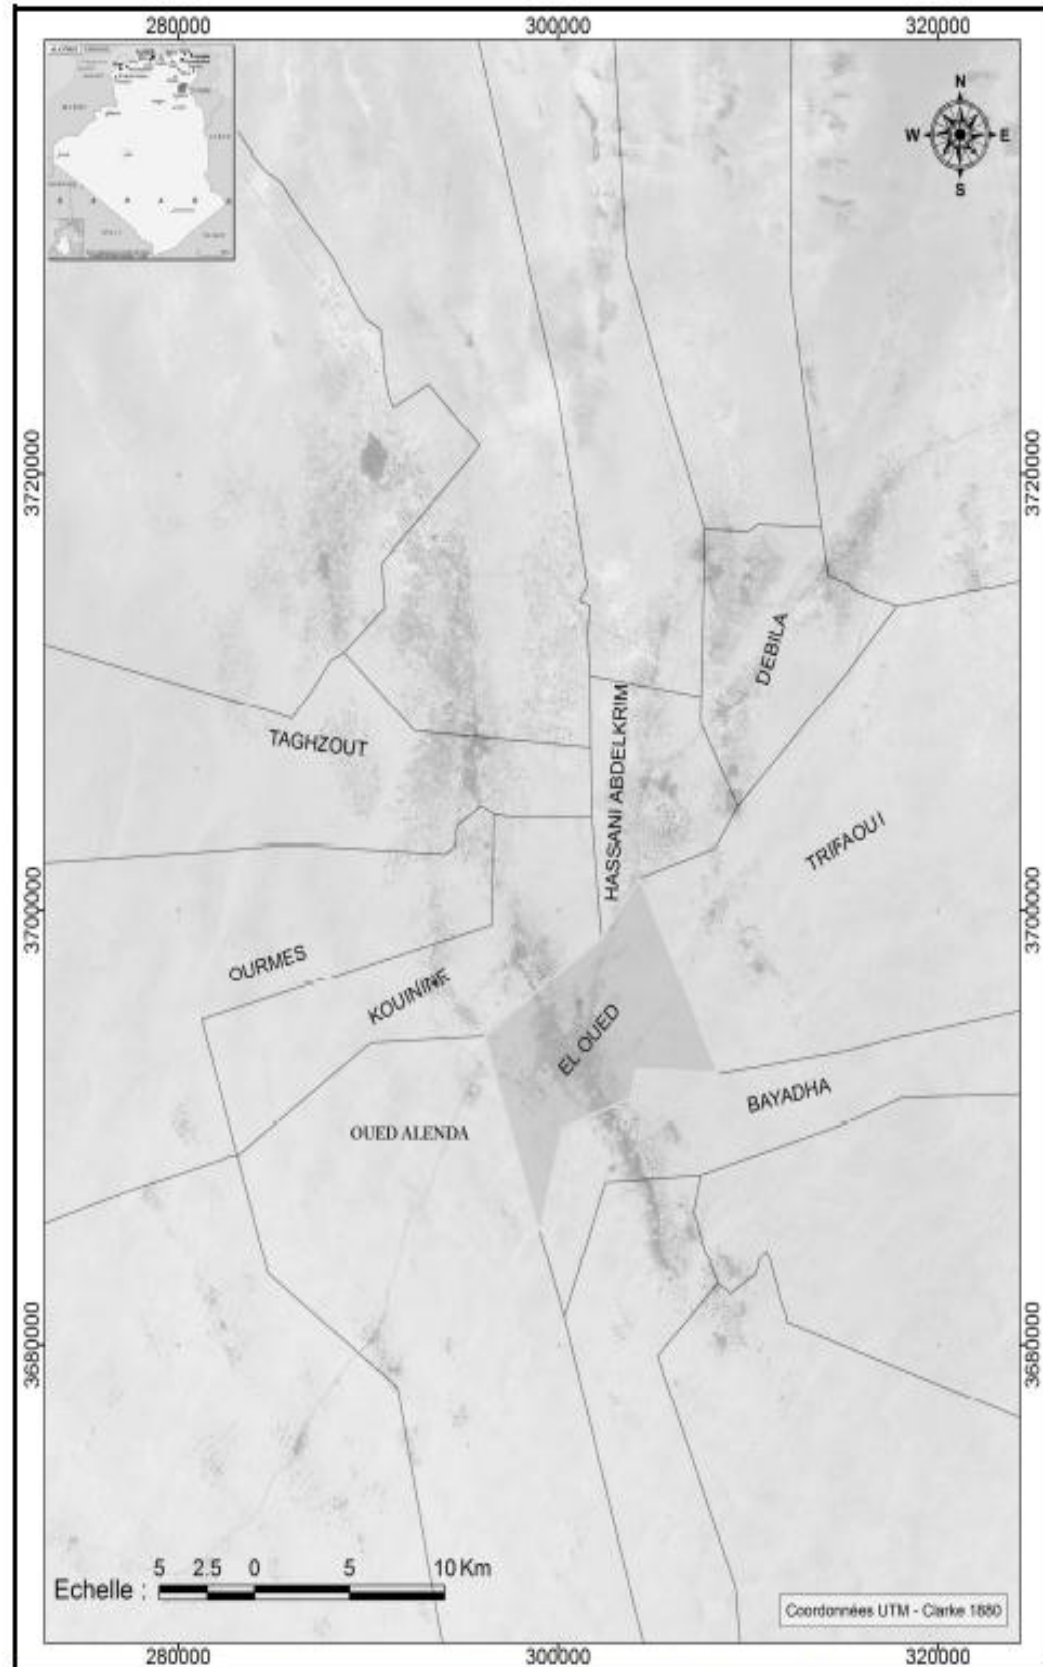 280000
300000
320000
N
W
E
S
3720000
3720000
DEBILA
HASSANI ABDELKRIM
TAGHZOUT
TRIFAOUI
3700000
3700000
OURMES
KOUININE
EL OUED
BAYADHA
OUED ALENDA
3680000
3680000
5 2.5 0 5 10 Km
Echelle :
Coordonnées UTM - Clarke 1880
280000
300000
320000